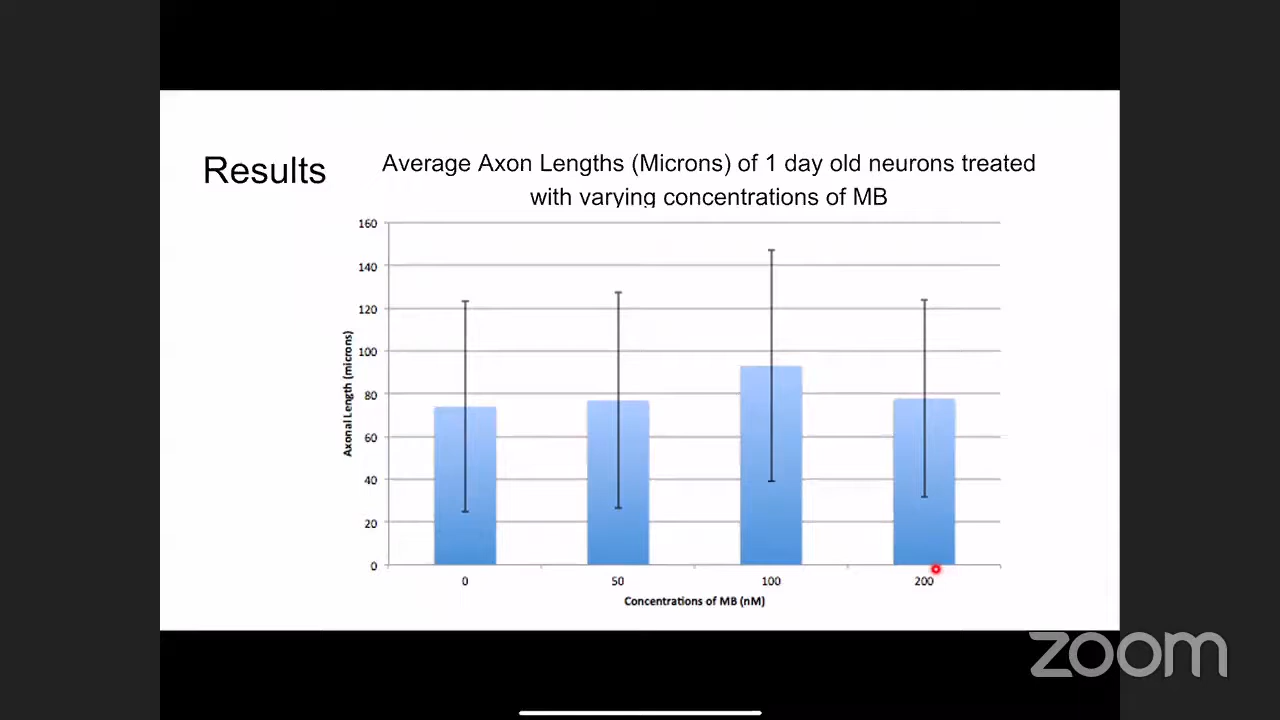 Results
Average Axon Lengths (Microns) of 1 day old neurons treated
with varying concentrations of MB
160
140
120
100
80
60
40
20
0
Axonal Length (microns)
0 50 100 200
Concentrations of MB (nM)
zoom